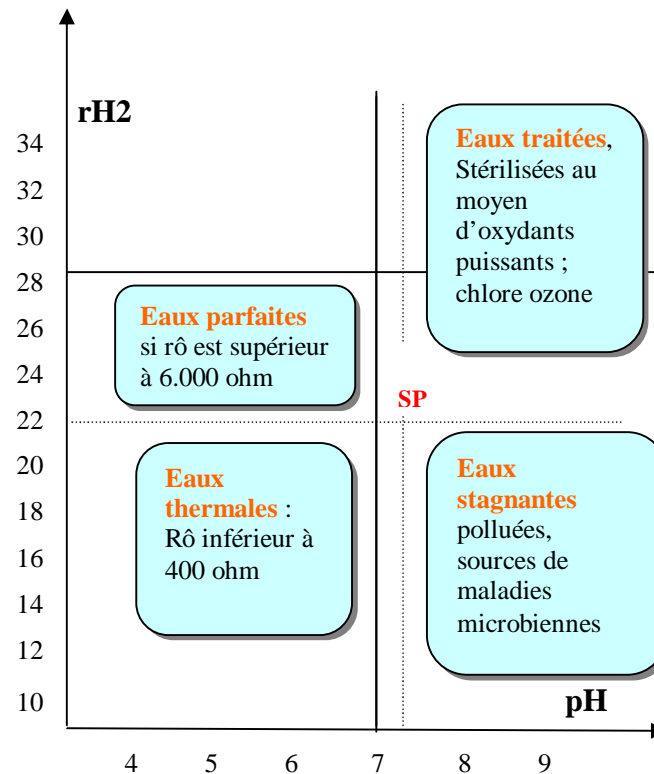 rH2
34
32
30
28
26
24
22
20
18
16
14
12
10
Eaux traitées,
Stérilisées au
moyen
d'oxydants
puissants ;
chlore ozone
Eaux parfaites
si rô est supérieur
à 6.000 ohm
SP
Eaux
thermales :
Rô inférieur à
400 ohm
Eaux
stagnantes
polluées,
sources de
maladies
microbiennes
pH
4 5 6 7 8 9